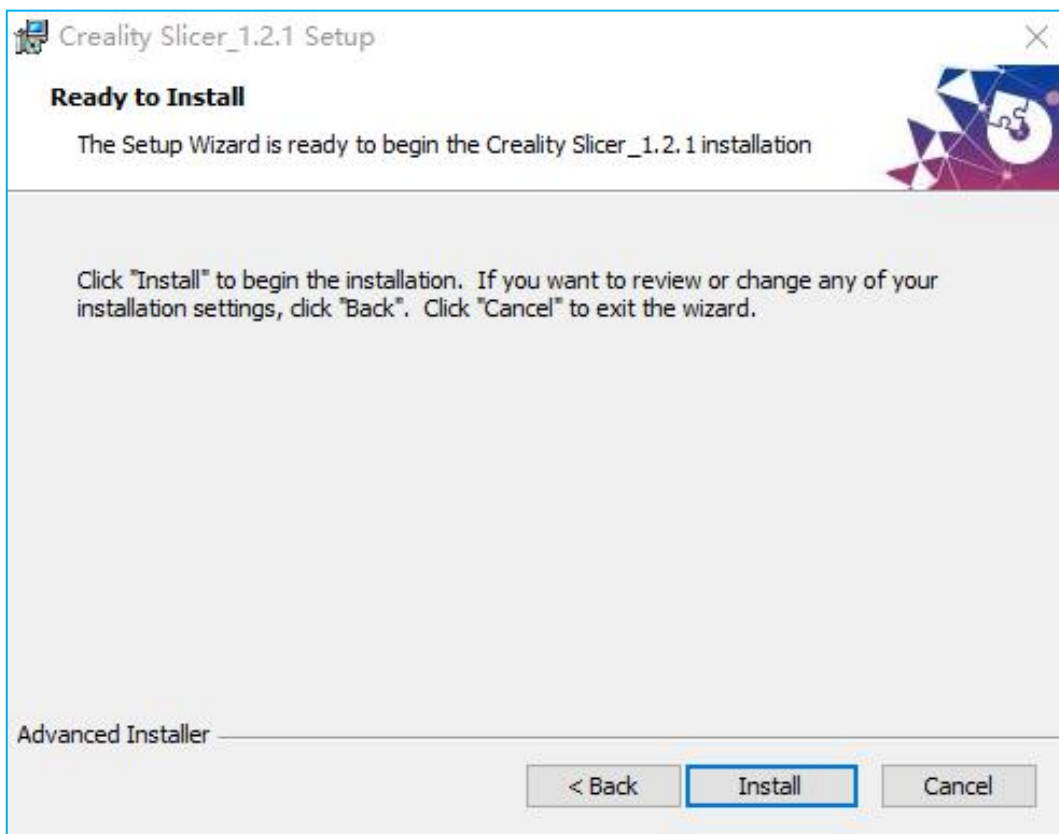 Creality Slicer_1.2.1 Setup
Ready to Install
The Setup Wizard is ready to begin the Creality Slicer_1.2.1 installation
Click "Install" to begin the installation.  If you want to review or change any of your
installation settings, click "Back".  Click "Cancel" to exit the wizard.
Advanced Installer
< Back
Install
Cancel